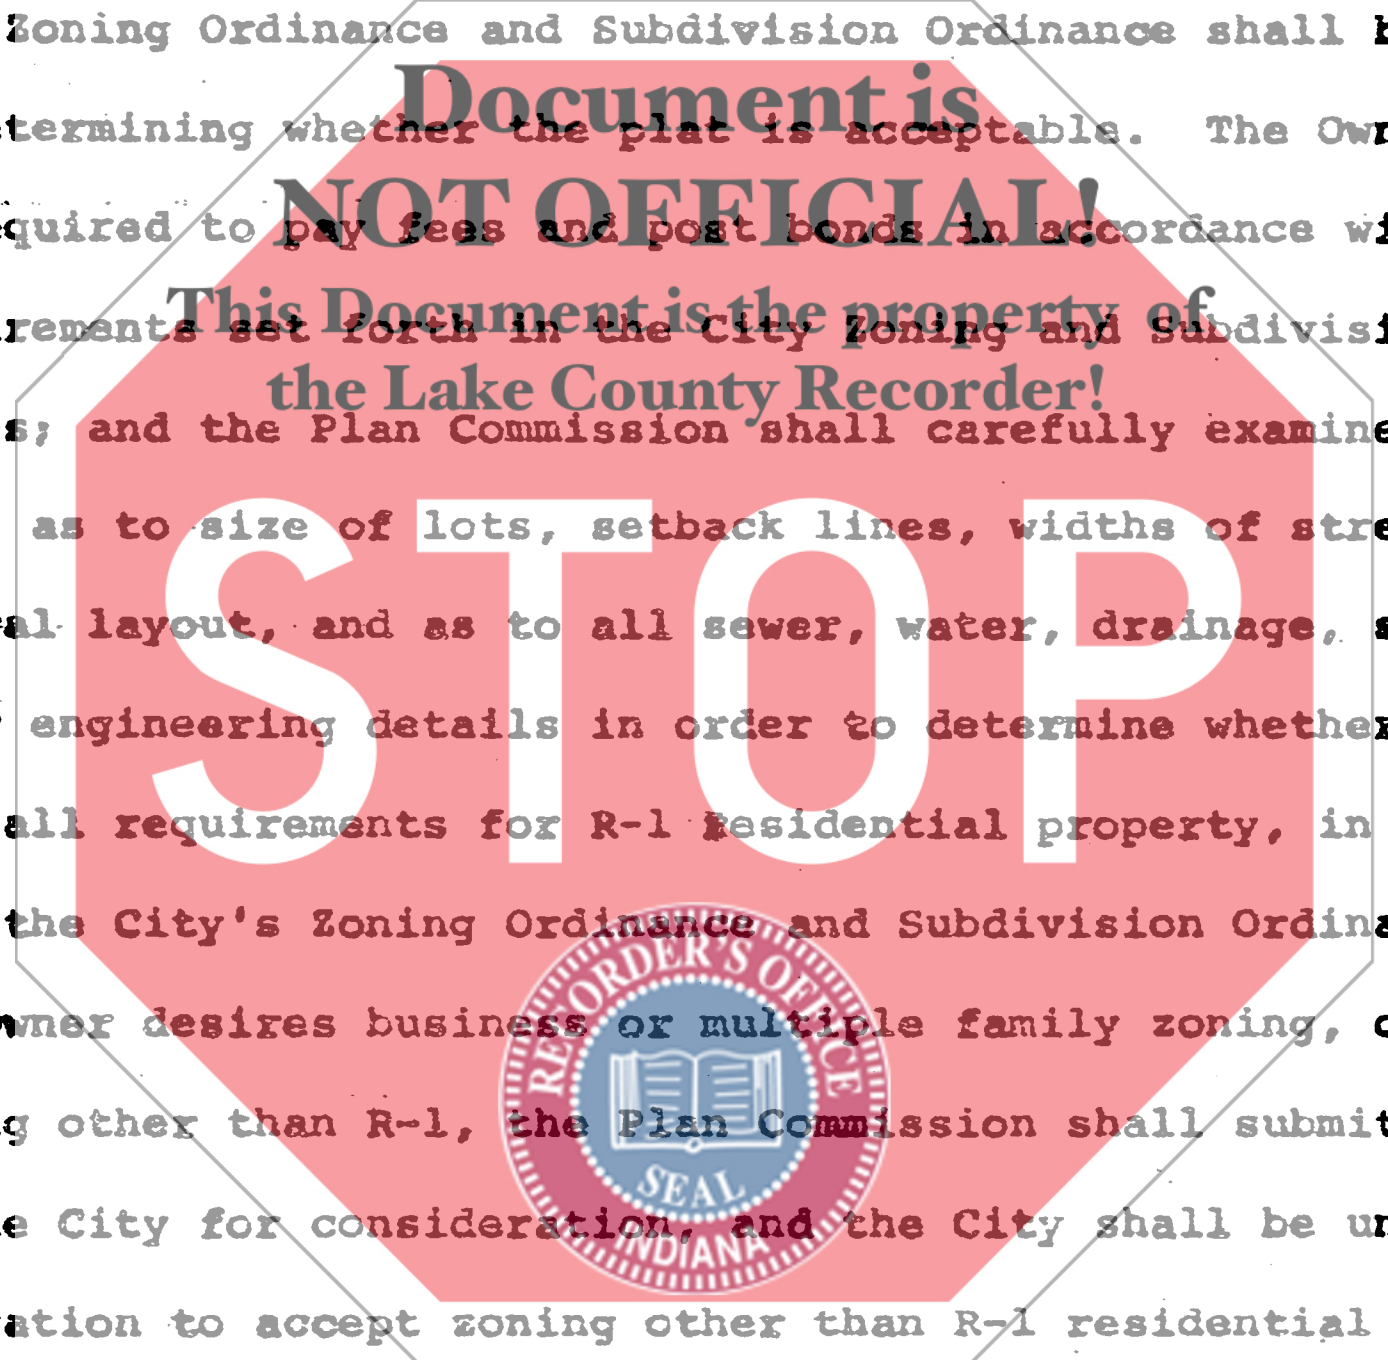 Zoning Ordinance and Subdivision Ordinance shall b
Document is
termining whether the plat is acceptable. The Own
NOT OFFICIAL!
quired to pay fees and post bonds in accordance wi
This Document is the property of
rements set forth in the City Zoning and Subdivisi
the Lake County Recorder!
s; and the Plan Commission shall carefully examine
as to size of lots, setback lines, widths of stre
STOP
al layout, and as to all sewer, water, drainage, s
engineering details in order to determine whether
all requirements for R-1 Residential property, in
the City's Zoning Ordinance and Subdivision Ordina
RECORDER'S OFFICE
wner desires business or multiple family zoning, o
g other than R-1, the Plan Commission shall submit
SEAL
e City for consideration, and the City shall be un
INDIANA
ation to accept zoning other than R-1 residential